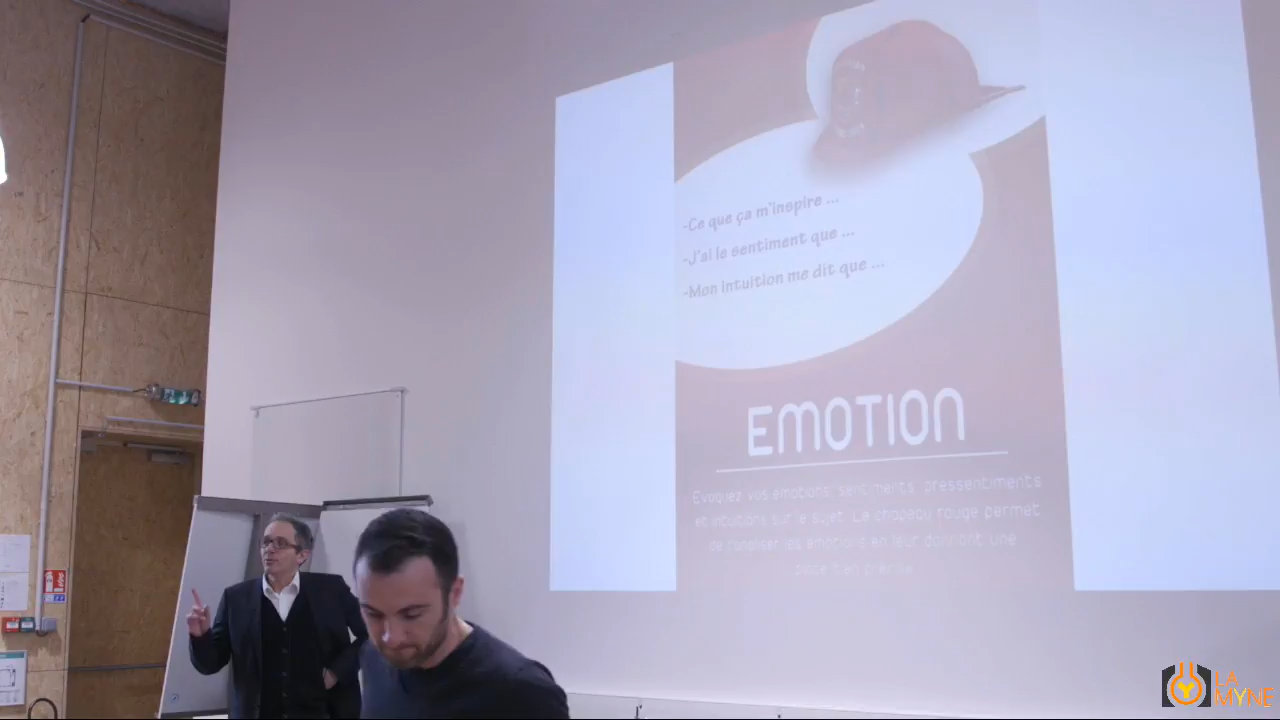 -Ce que ça m'inspire ...
-J'ai le sentiment que ...
-Mon intuition me dit que ...
EMOTION
Evoquez vos émotions, sentiments, pressentiments
et intuitions sur le sujet. Le chapeau rouge permet
de canaliser les émotions en leur donnant une
place
LA
MYNE